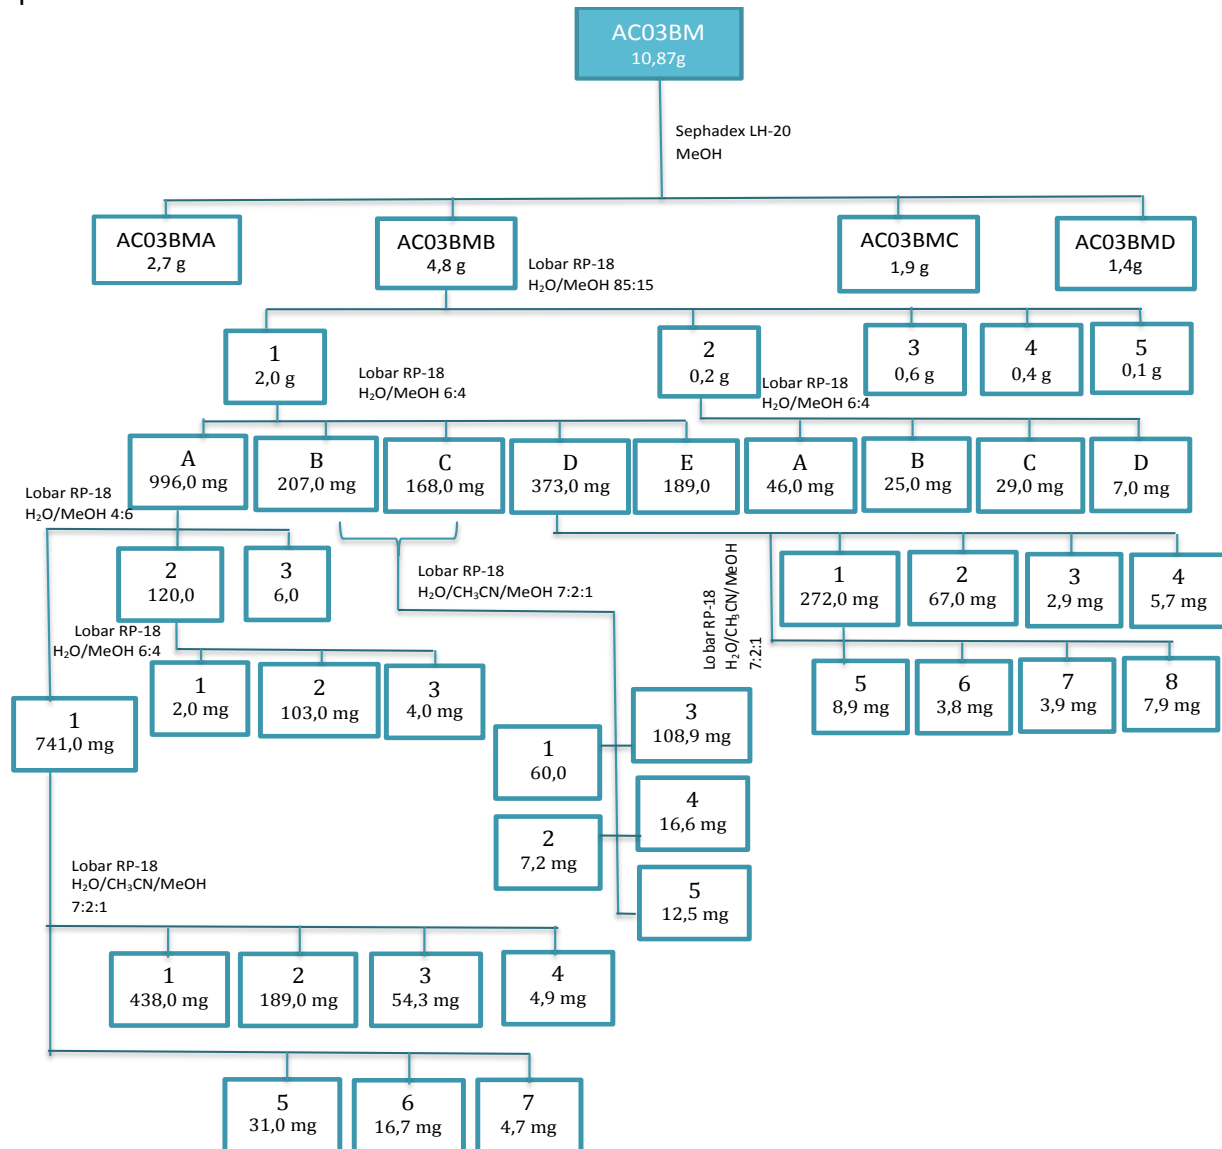 AC03BM
10,87g
Sephadex LH-20
MeOH
AC03BMA
2,7 g
AC03BMB
4,8 g
AC03BMC
1,9 g
AC03BMD
1,4g
Lobar RP-18
H₂O/MeOH 85:15
1
2,0 g
2
0,2 g
3
0,6 g
4
0,4 g
5
0,1 g
Lobar RP-18
H₂O/MeOH 6:4
Lobar RP-18
H₂O/MeOH 6:4
A
996,0 mg
B
207,0 mg
C
168,0 mg
D
373,0 mg
E
189,0
A
46,0 mg
B
25,0 mg
C
29,0 mg
D
7,0 mg
Lobar RP-18
H₂O/MeOH 4:6
2
120,0
3
6,0
Lobar RP-18
H₂O/CH₃CN/MeOH 7:2:1
Lobar RP-18
H₂O/CH₃CN/MeOH
7:2:1
1
272,0 mg
2
67,0 mg
3
2,9 mg
4
5,7 mg
5
8,9 mg
6
3,8 mg
7
3,9 mg
8
7,9 mg
Lobar RP-18
H₂O/MeOH 6:4
1
2,0 mg
2
103,0 mg
3
4,0 mg
1
741,0 mg
1
60,0
3
108,9 mg
2
7,2 mg
4
16,6 mg
5
12,5 mg
Lobar RP-18
H₂O/CH₃CN/MeOH
7:2:1
1
438,0 mg
2
189,0 mg
3
54,3 mg
4
4,9 mg
5
31,0 mg
6
16,7 mg
7
4,7 mg